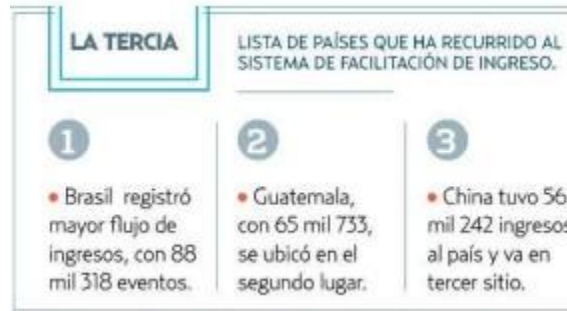 LA TERCIA
LISTA DE PAÍSES QUE HA RECURRIDO AL
SISTEMA DE FACILITACIÓN DE INGRESO.
1
• Brasil registró
mayor flujo de
ingresos, con 88
mil 318 eventos.
2
• Guatemala,
con 65 mil 733,
se ubicó en el
segundo lugar.
3
• China tuvo 56
mil 242 ingresos
al país y va en
tercer sitio.